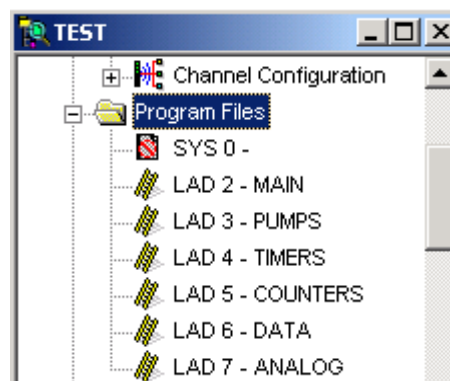 TEST
Channel Configuration
Program Files
SYS 0 -
LAD 2 - MAIN
LAD 3 - PUMPS
LAD 4 - TIMERS
LAD 5 - COUNTERS
LAD 6 - DATA
LAD 7 - ANALOG